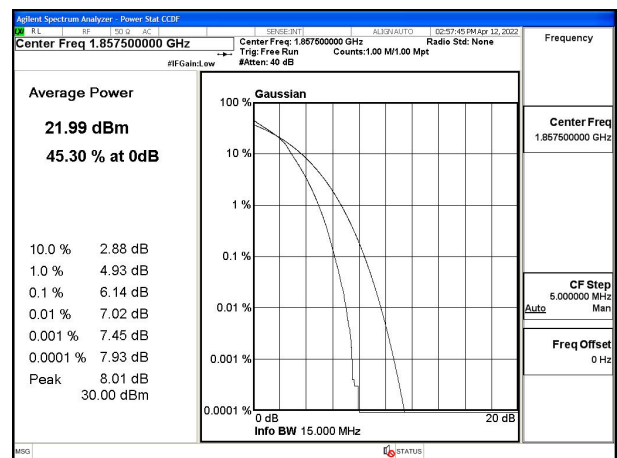 Agilent Spectrum Analyzer - Power Stat CCDF
RL RF 50 Ω AC SENSE:INT ALIGN AUTO 02:57:45 PM Apr 12, 2022
Center Freq 1.857500000 GHz
Center Freq: 1.857500000 GHz Radio Std: None
Trig: Free Run Counts:1.00 M/1.00 Mpt
#IFGain:Low #Atten: 40 dB
Frequency
Average Power
21.99 dBm
45.30 % at 0dB
10.0 % 2.88 dB
1.0 % 4.93 dB
0.1 % 6.14 dB
0.01 % 7.02 dB
0.001 % 7.45 dB
0.0001 % 7.93 dB
Peak 8.01 dB
30.00 dBm
Gaussian
100 %
10 %
1 %
0.1 %
0.01 %
0.001 %
0.0001 %
0 dB 20 dB
Info BW 15.000 MHz
Center Freq
1.857500000 GHz
CF Step
5.000000 MHz
Auto Man
Freq Offset
0 Hz
MSG STATUS